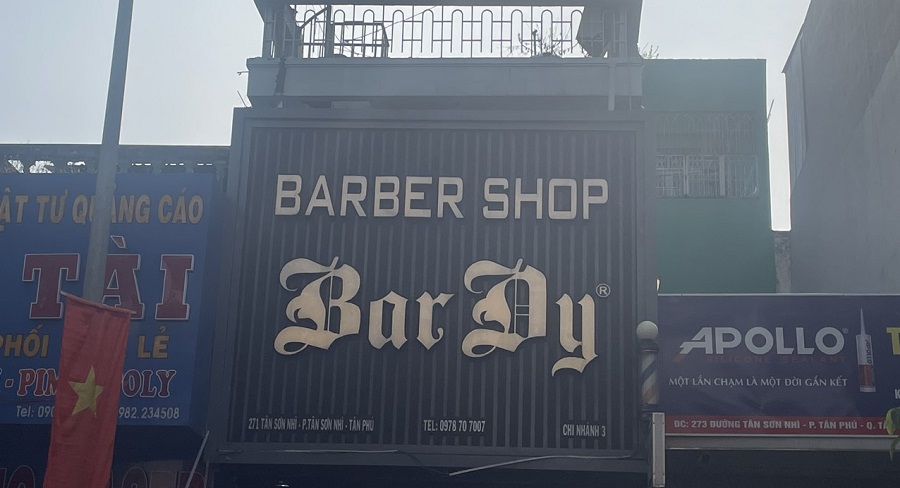 BARBER SHOP
Bar Dy®
271 TÂN SƠN NHÌ - P.TÂN SƠN NHÌ - TÂN PHÚ
TEL: 0978 70 7007
CHI NHÁNH 3
ẬT TƯ QUẢNG CÁO
TÀI
PHỐI LẺ
OLY
982.234508
APOLLO
SILICONE SEALANT
MỘT LẦN CHẠM LÀ MỘT ĐỜI GẮN KẾT
ĐC: 273 ĐƯỜNG TÂN SƠN NHÌ - P. TÂN PHÚ - Q.